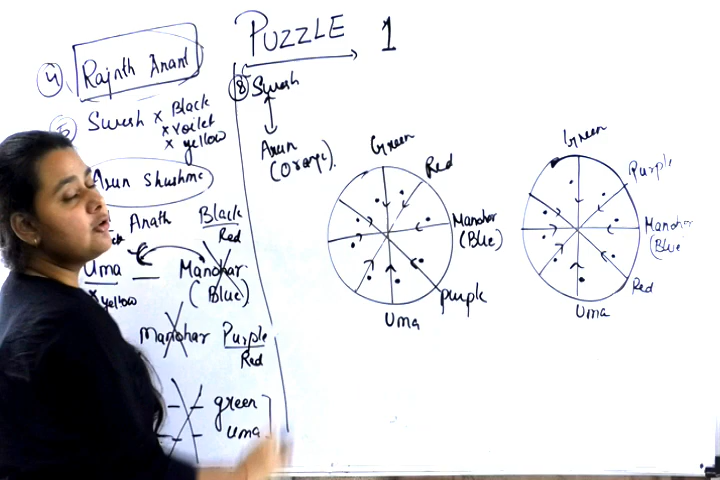 PUZZLE 1
4 Rajnth Anant
5 Suresh × Black
× Voilet
× yellow
Arun Shushma
Anath Black
Red
Uma — Manohar
× yellow (Blue)
Manohar Purple
Red
green
Uma
8 Suresh
Arun
(Orange).
Green
Red
Manohar
(Blue)
purple
Uma
Green
Purple
Manohar
(Blue)
Red
Uma